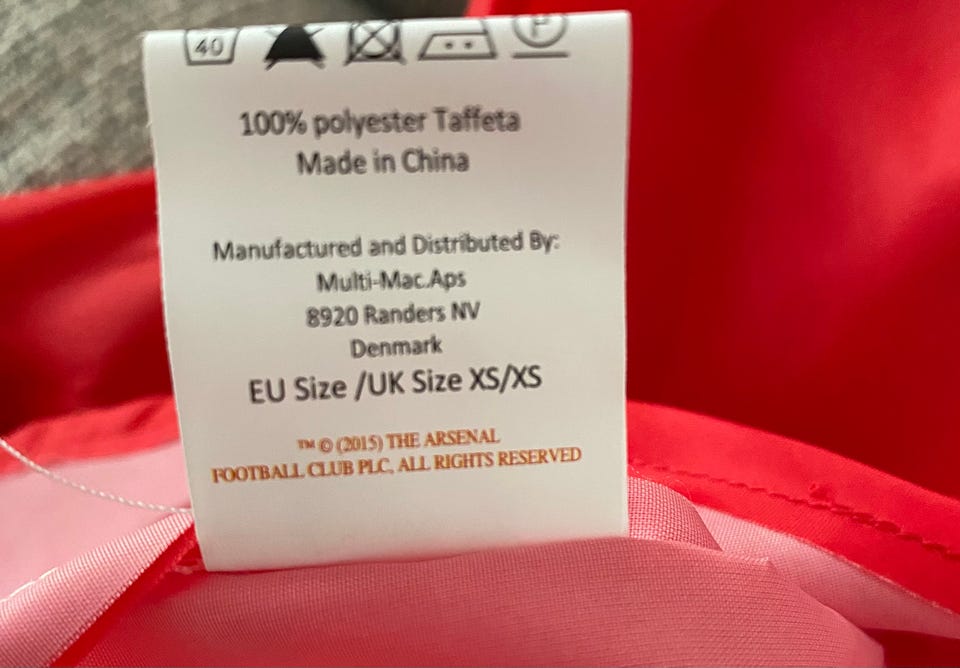 40 P
100% polyester Taffeta
Made in China
Manufactured and Distributed By:
Multi-Mac.Aps
8920 Randers NV
Denmark
EU Size /UK Size XS/XS
™ © (2015) THE ARSENAL
FOOTBALL CLUB PLC, ALL RIGHTS RESERVED